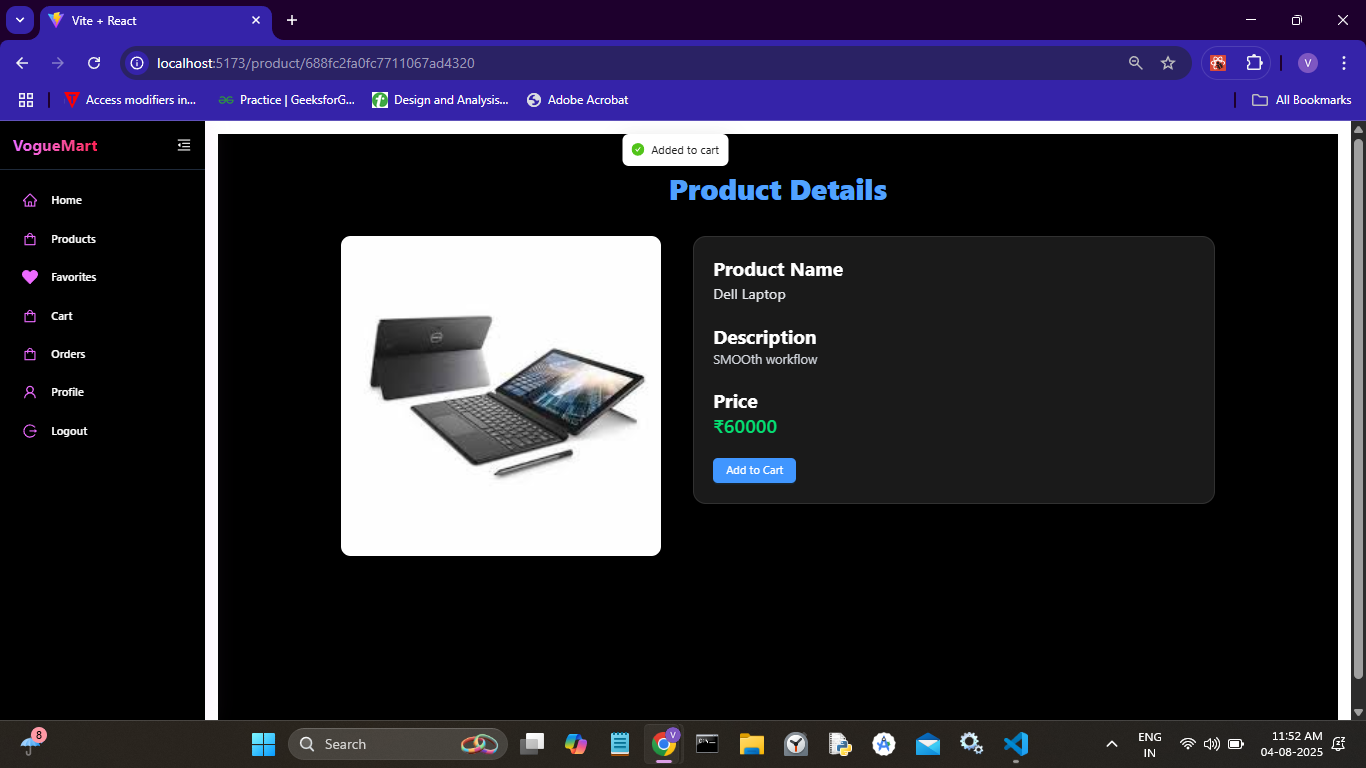 Vite + React
localhost:5173/product/688fc2fa0fc7711067ad4320
V
Access modifiers in...
Practice | GeeksforG...
Design and Analysis...
Adobe Acrobat
All Bookmarks
VogueMart
Added to cart
Product Details
Home
Products
Favorites
Cart
Orders
Profile
Logout
Product Name
Dell Laptop
Description
SMOOth workflow
Price
₹60000
Add to Cart
8
Search
V
ENG
IN
11:52 AM
04-08-2025